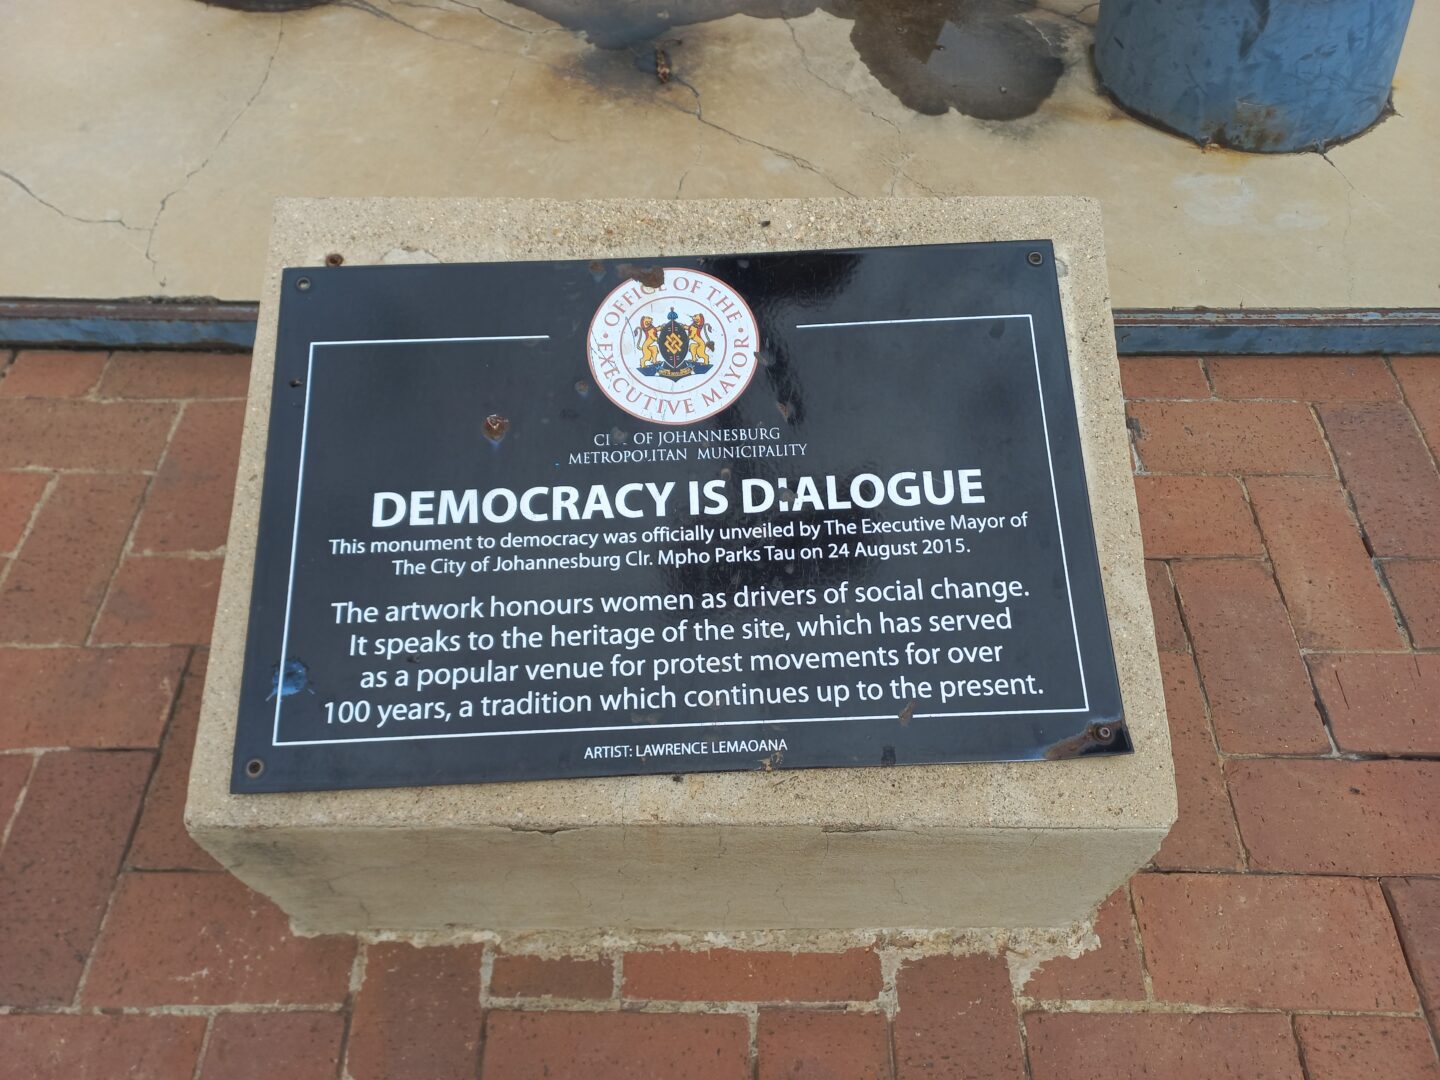 OFFICE OF THE
EXECUTIVE MAYOR
CITY OF JOHANNESBURG
METROPOLITAN MUNICIPALITY
DEMOCRACY IS DIALOGUE
This monument to democracy was officially unveiled by The Executive Mayor of
The City of Johannesburg Clr. Mpho Parks Tau on 24 August 2015.
The artwork honours women as drivers of social change.
It speaks to the heritage of the site, which has served
as a popular venue for protest movements for over
100 years, a tradition which continues up to the present.
ARTIST: LAWRENCE LEMAOANA